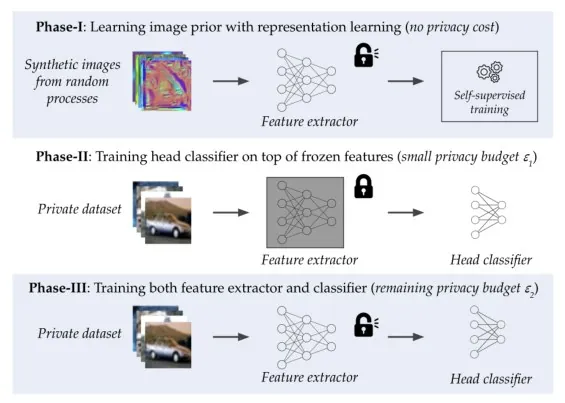 Phase-I: Learning image prior with representation learning (no privacy cost)
Synthetic images
from random
processes
Feature extractor
Self-supervised
training
Phase-II: Training head classifier on top of frozen features (small privacy budget ε₁)
Private dataset
Feature extractor
Head classifier
Phase-III: Training both feature extractor and classifier (remaining privacy budget ε₂)
Private dataset
Feature extractor
Head classifier